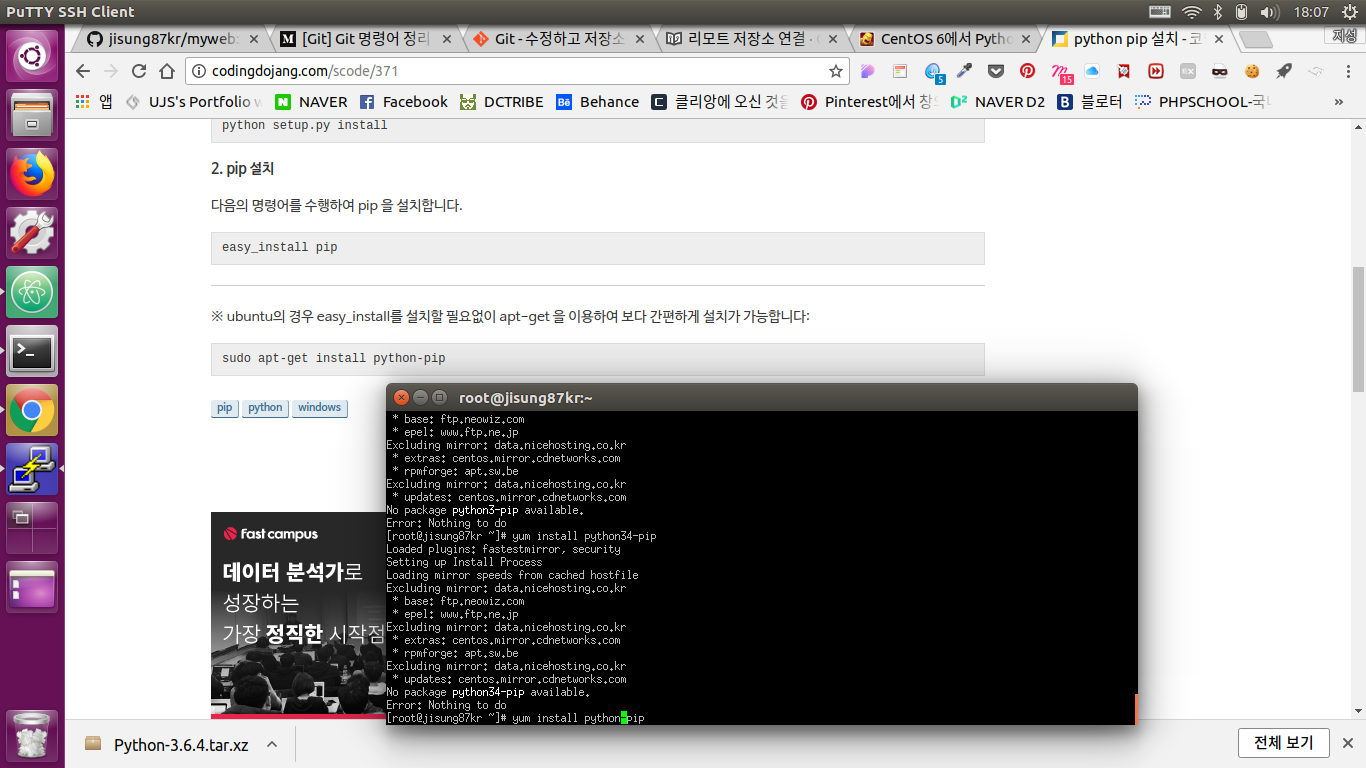 PuTTY SSH Client
18:07
jisung87kr/myweb
[Git] Git 명령어 정리
Git - 수정하고 저장소
리모트 저장소 연결 -
CentOS 6에서 Pytho
python pip 설치 - 코
지성
codingdojang.com/scode/371
5
15
앱
UJS's Portfolio
NAVER
Facebook
DCTRIBE
Behance
클리앙에 오신 것을
Pinterest에서 창의
NAVER D2
블로터
PHPSCHOOL-국내
»
python setup.py install
2. pip 설치
다음의 명령어를 수행하여 pip 을 설치합니다.
easy_install pip
※ ubuntu의 경우 easy_install를 설치할 필요없이 apt-get 을 이용하여 보다 간편하게 설치가 가능합니다:
sudo apt-get install python-pip
pip
python
windows
fast campus
데이터 분석가로
성장하는
가장 정직한 시작점
root@jisung87kr:~
* base: ftp.neowiz.com
* epel: www.ftp.ne.jp
Excluding mirror: data.nicehosting.co.kr
* extras: centos.mirror.cdnetworks.com
* rpmforge: apt.sw.be
Excluding mirror: data.nicehosting.co.kr
* updates: centos.mirror.cdnetworks.com
No package python3-pip available.
Error: Nothing to do
[root@jisung87kr ~]# yum install python34-pip
Loaded plugins: fastestmirror, security
Setting up Install Process
Loading mirror speeds from cached hostfile
Excluding mirror: data.nicehosting.co.kr
* base: ftp.neowiz.com
* epel: www.ftp.ne.jp
Excluding mirror: data.nicehosting.co.kr
* extras: centos.mirror.cdnetworks.com
* rpmforge: apt.sw.be
Excluding mirror: data.nicehosting.co.kr
* updates: centos.mirror.cdnetworks.com
No package python34-pip available.
Error: Nothing to do
[root@jisung87kr ~]# yum install python-pip
Python-3.6.4.tar.xz
전체 보기